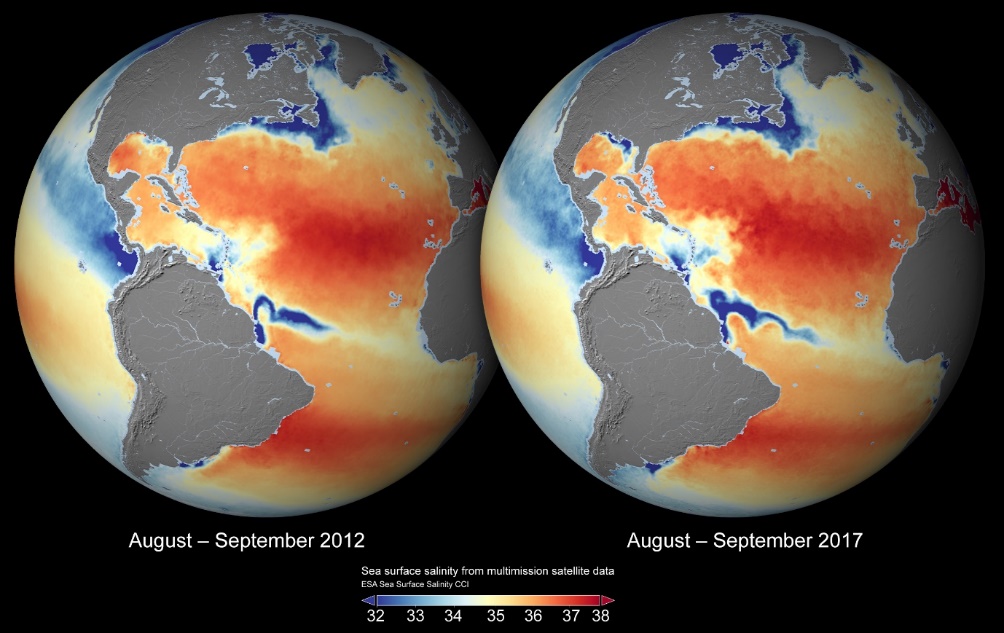 August – September 2012
August – September 2017
Sea surface salinity from multimission satellite data
ESA Sea Surface Salinity CCI
32 33 34 35 36 37 38